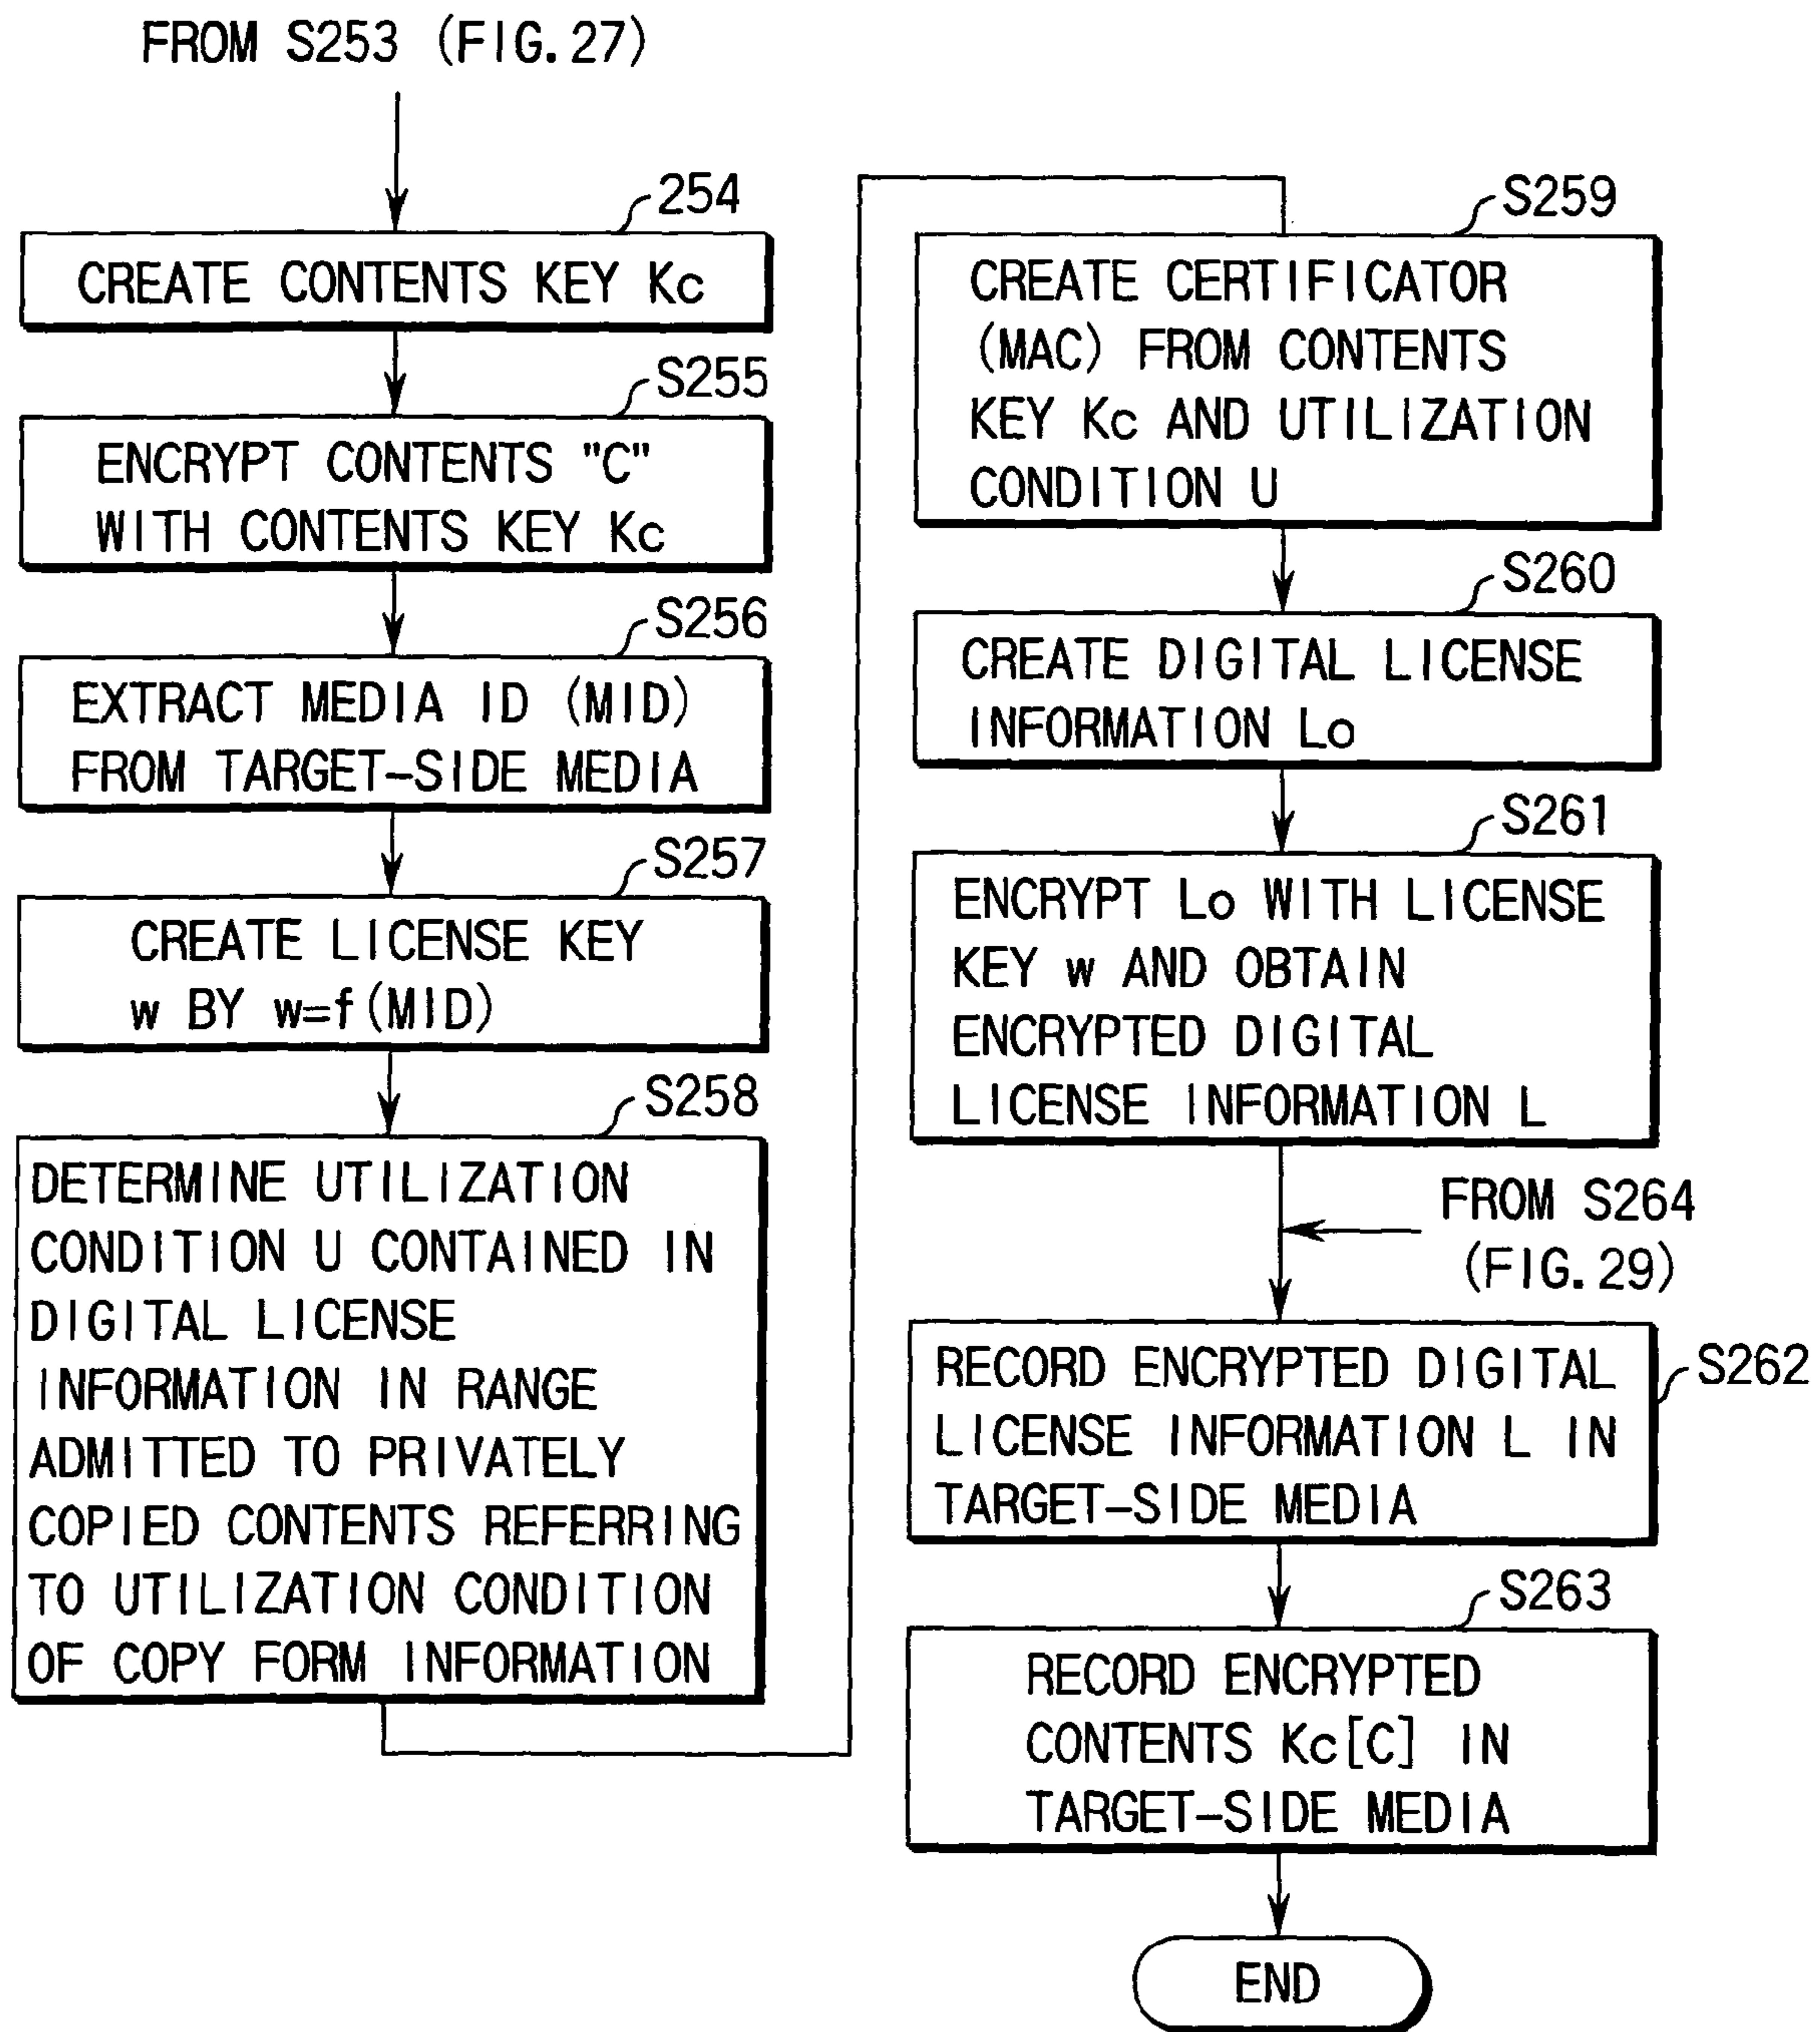 FROM S253 (FIG.27)
254
CREATE CONTENTS KEY Kc
S255
ENCRYPT CONTENTS "C"
WITH CONTENTS KEY Kc
S256
EXTRACT MEDIA ID (MID)
FROM TARGET-SIDE MEDIA
S257
CREATE LICENSE KEY
w BY w=f(MID)
S258
DETERMINE UTILIZATION
CONDITION U CONTAINED IN
DIGITAL LICENSE
INFORMATION IN RANGE
ADMITTED TO PRIVATELY
COPIED CONTENTS REFERRING
TO UTILIZATION CONDITION
OF COPY FORM INFORMATION
S259
CREATE CERTIFICATOR
(MAC) FROM CONTENTS
KEY Kc AND UTILIZATION
CONDITION U
S260
CREATE DIGITAL LICENSE
INFORMATION Lo
S261
ENCRYPT Lo WITH LICENSE
KEY w AND OBTAIN
ENCRYPTED DIGITAL
LICENSE INFORMATION L
FROM S264
(FIG.29)
S262
RECORD ENCRYPTED DIGITAL
LICENSE INFORMATION L IN
TARGET-SIDE MEDIA
S263
RECORD ENCRYPTED
CONTENTS Kc[C] IN
TARGET-SIDE MEDIA
END